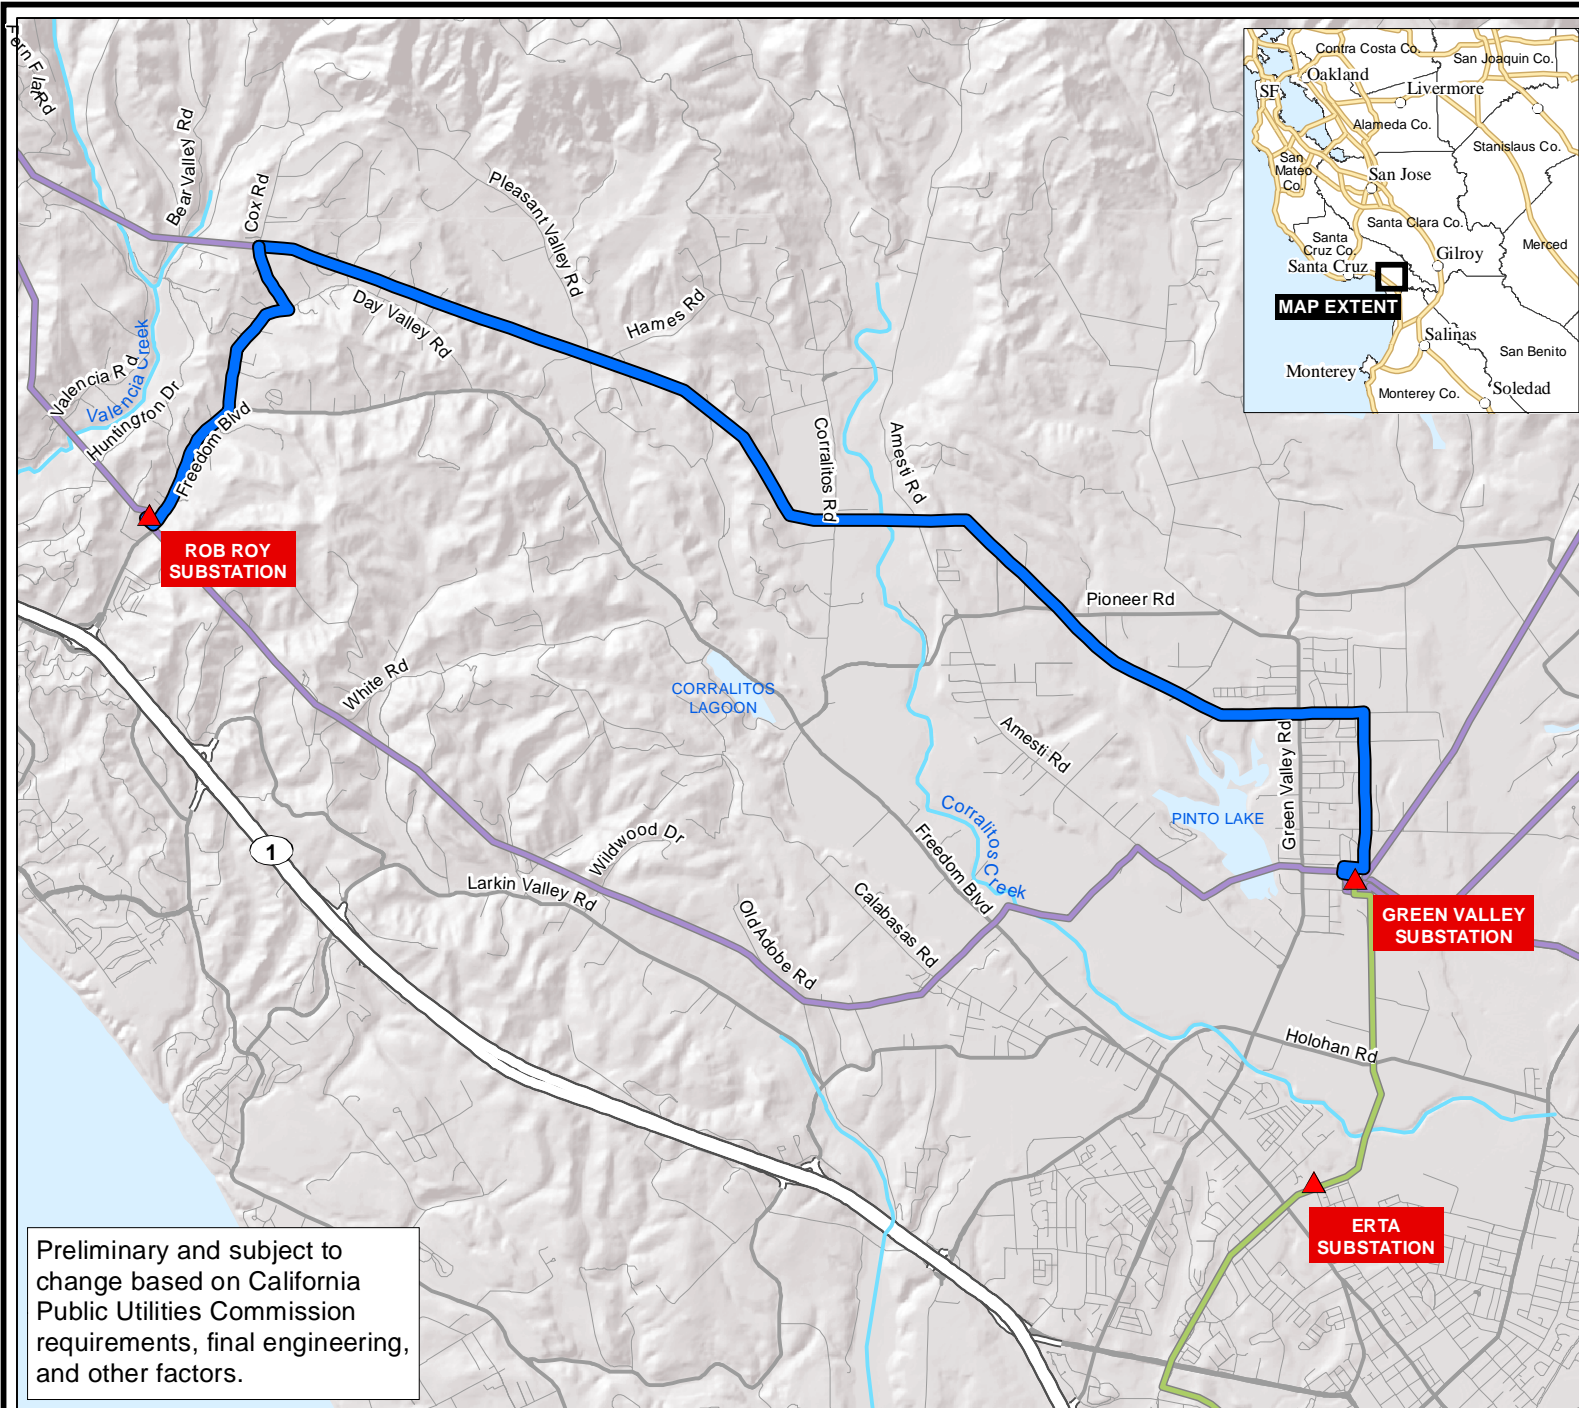 Fern Flat Rd
Bear Valley Rd
Cox Rd
Pleasant Valley Rd
Day Valley Rd
Hames Rd
Valencia Creek
Valencia Rd
Huntington Dr
Freedom Blvd
Corralitos Rd
Amesti Rd
ROB ROY
SUBSTATION
Pioneer Rd
White Rd
CORRALITOS
LAGOON
Amesti Rd
Green Valley Rd
PINTO LAKE
Corralitos Creek
Freedom Blvd
Wildwood Dr
Larkin Valley Rd
Calabasas Rd
Old Adobe Rd
1
GREEN VALLEY
SUBSTATION
Holohan Rd
ERTA
SUBSTATION
Contra Costa Co.
San Joaquin Co.
Oakland
SF
Livermore
Alameda Co.
Stanislaus Co.
San
Mateo
Co.
San Jose
Santa Clara Co.
Santa
Cruz Co.
Merced
Gilroy
Santa Cruz
MAP EXTENT
Salinas
San Benito
Monterey
Monterey Co.
Soledad
Preliminary and subject to
change based on California
Public Utilities Commission
requirements, final engineering,
and other factors.